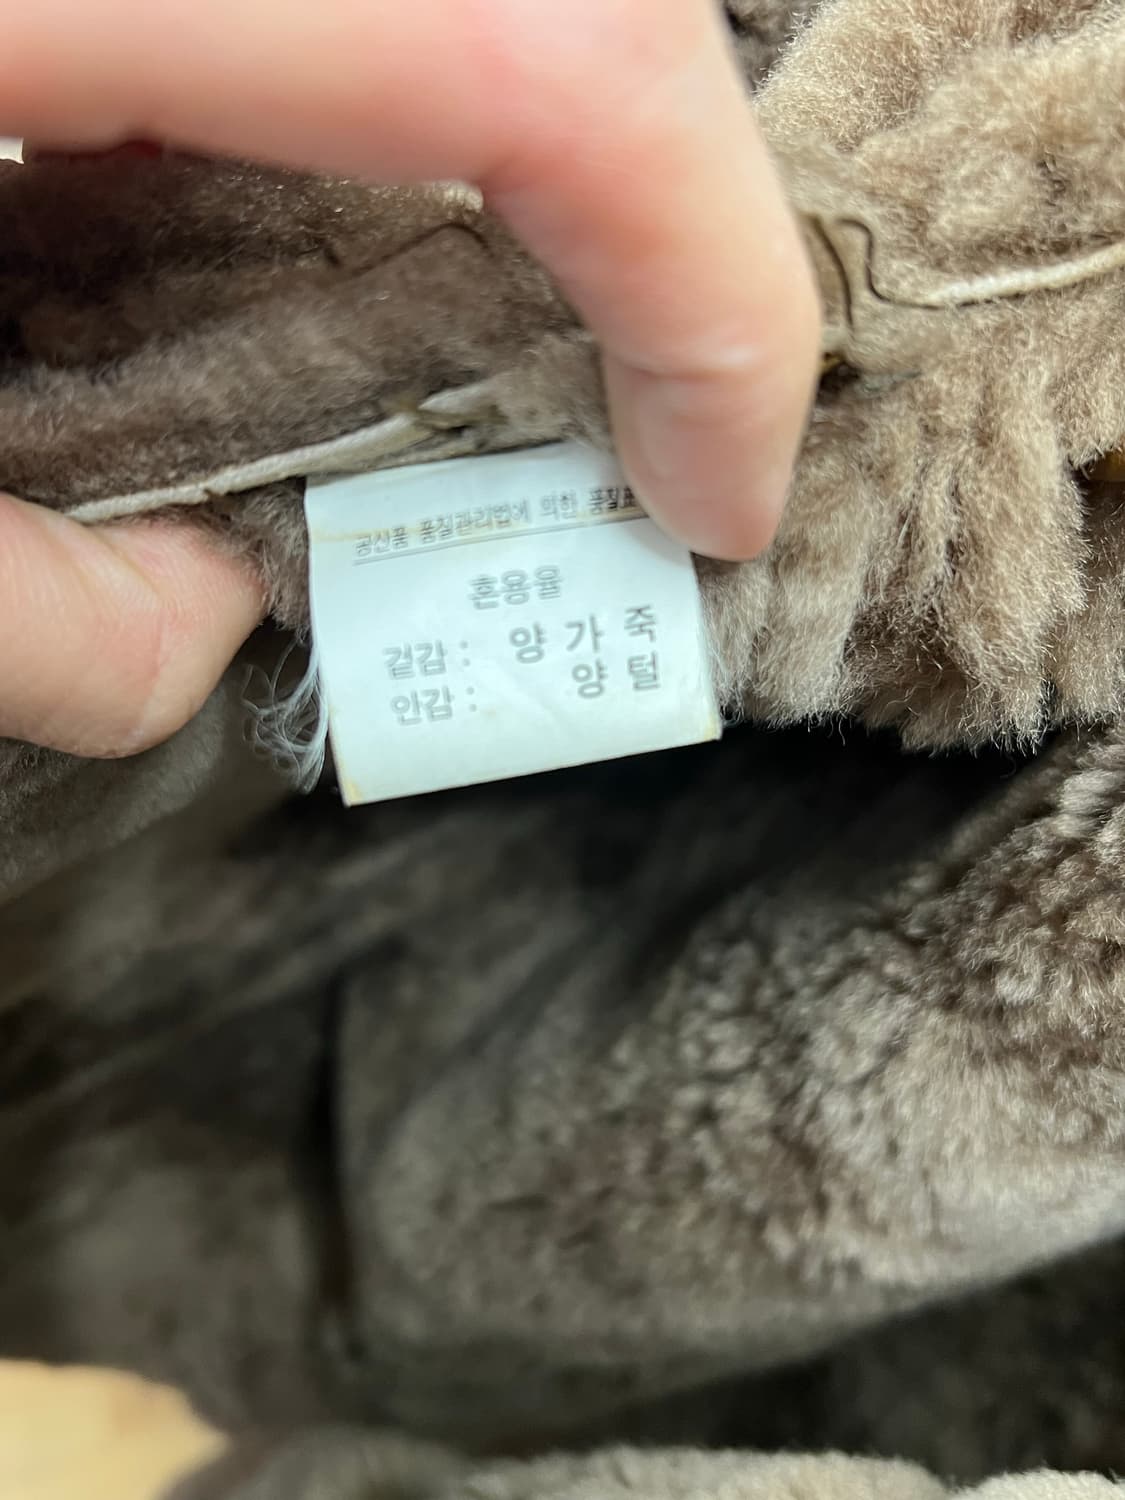 공산품 품질관리법에 의한 품질표
혼용율
겉감 : 양 가 죽
안감 : 양 털